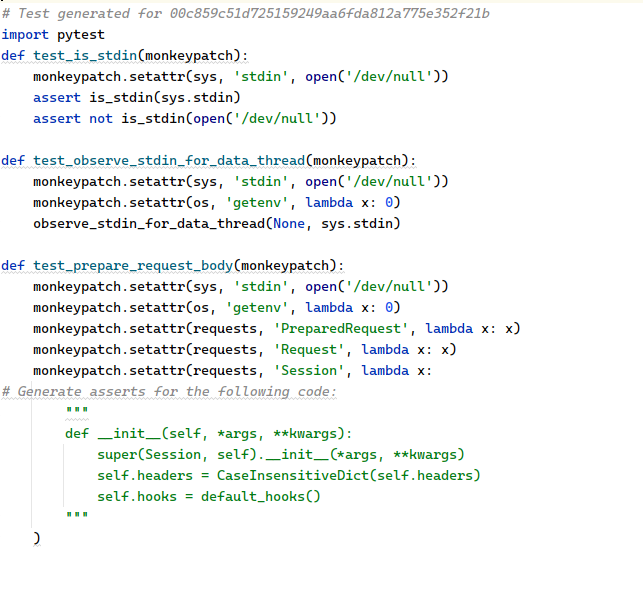 # Test generated for 00c859c51d725159249aa6fda812a775e352f21b
import pytest
def test_is_stdin(monkeypatch):
    monkeypatch.setattr(sys, 'stdin', open('/dev/null'))
    assert is_stdin(sys.stdin)
    assert not is_stdin(open('/dev/null'))

def test_observe_stdin_for_data_thread(monkeypatch):
    monkeypatch.setattr(sys, 'stdin', open('/dev/null'))
    monkeypatch.setattr(os, 'getenv', lambda x: 0)
    observe_stdin_for_data_thread(None, sys.stdin)

def test_prepare_request_body(monkeypatch):
    monkeypatch.setattr(sys, 'stdin', open('/dev/null'))
    monkeypatch.setattr(os, 'getenv', lambda x: 0)
    monkeypatch.setattr(requests, 'PreparedRequest', lambda x: x)
    monkeypatch.setattr(requests, 'Request', lambda x: x)
    monkeypatch.setattr(requests, 'Session', lambda x:
# Generate asserts for the following code:
        """
        def __init__(self, *args, **kwargs):
            super(Session, self).__init__(*args, **kwargs)
            self.headers = CaseInsensitiveDict(self.headers)
            self.hooks = default_hooks()
        """
    )